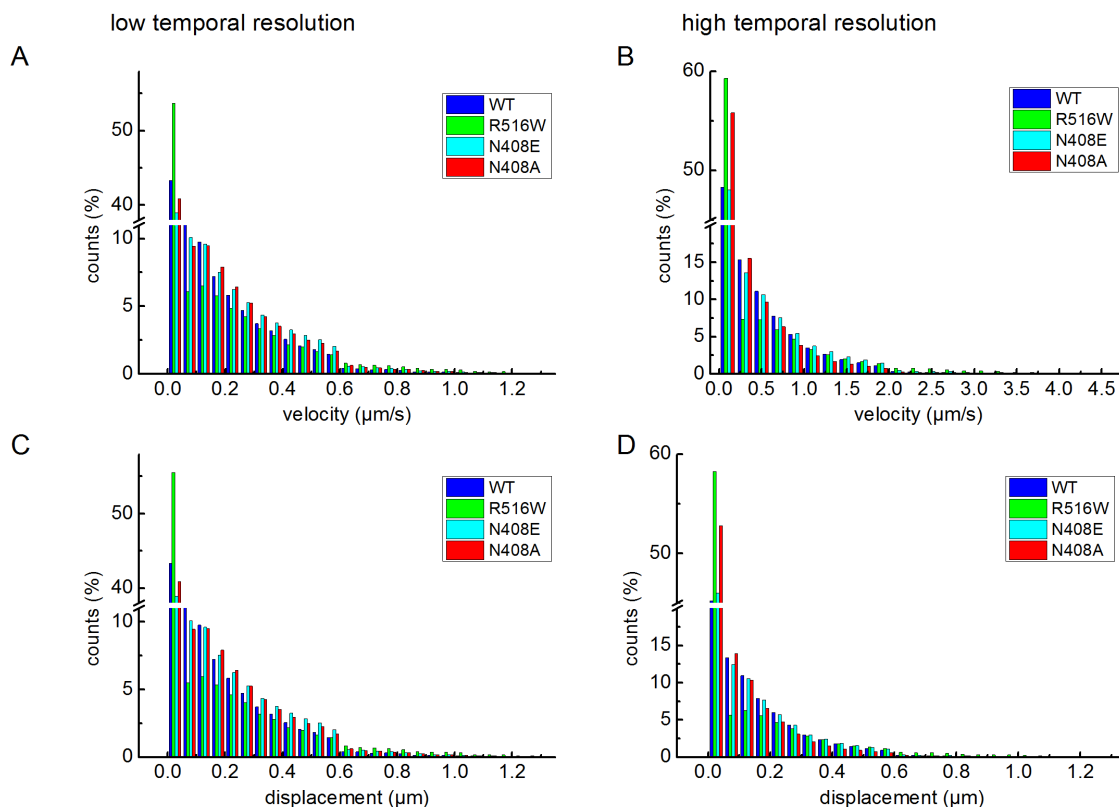 low temporal resolution
high temporal resolution
A
WT
R516W
N408E
N408A
counts (%)
50
40
10
5
0
0.0 0.2 0.4 0.6 0.8 1.0 1.2
velocity (µm/s)
B
WT
R516W
N408E
N408A
counts (%)
60
50
15
10
5
0
0.0 0.5 1.0 1.5 2.0 2.5 3.0 3.5 4.0 4.5
velocity (µm/s)
C
WT
R516W
N408E
N408A
counts (%)
50
40
10
5
0
0.0 0.2 0.4 0.6 0.8 1.0 1.2
displacement (µm)
D
WT
R516W
N408E
N408A
counts (%)
60
50
15
10
5
0
0.0 0.2 0.4 0.6 0.8 1.0 1.2
displacement (µm)